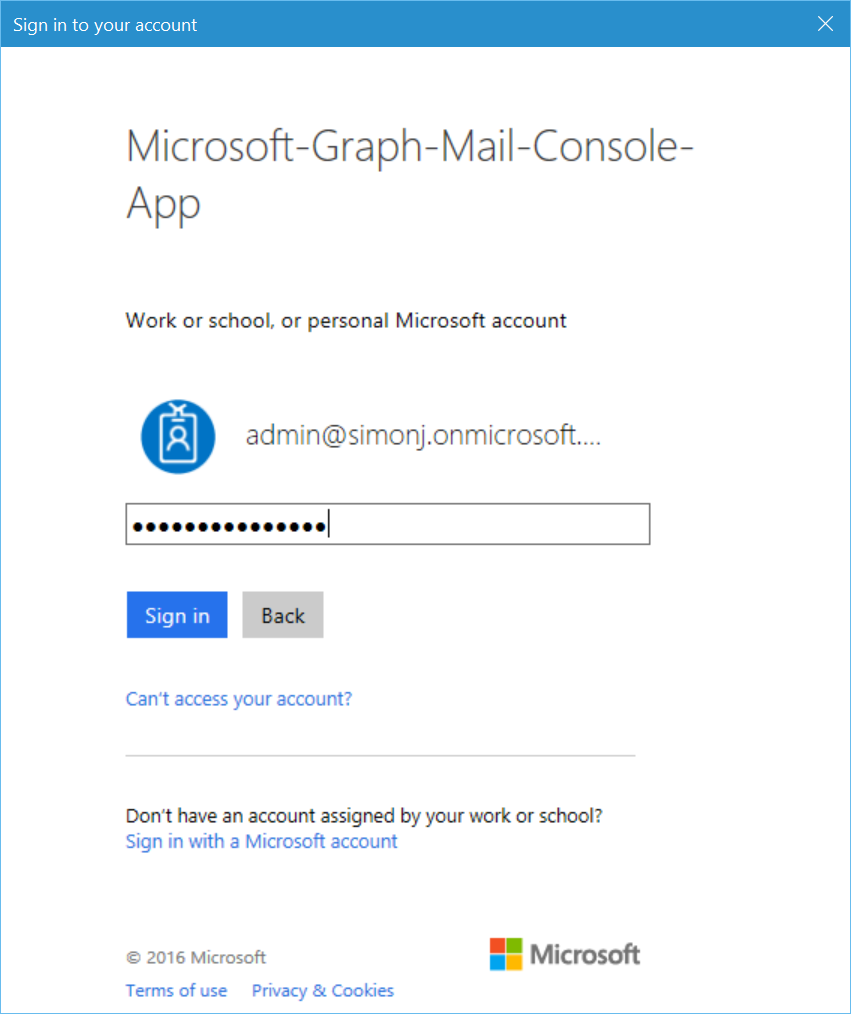 Sign in to your account
Microsoft-Graph-Mail-Console-
App
Work or school, or personal Microsoft account
admin@simonj.onmicrosoft....
●●●●●●●●●●●●●●●
Sign in
Back
Can't access your account?
Don't have an account assigned by your work or school?
Sign in with a Microsoft account
© 2016 Microsoft
Microsoft
Terms of use
Privacy & Cookies